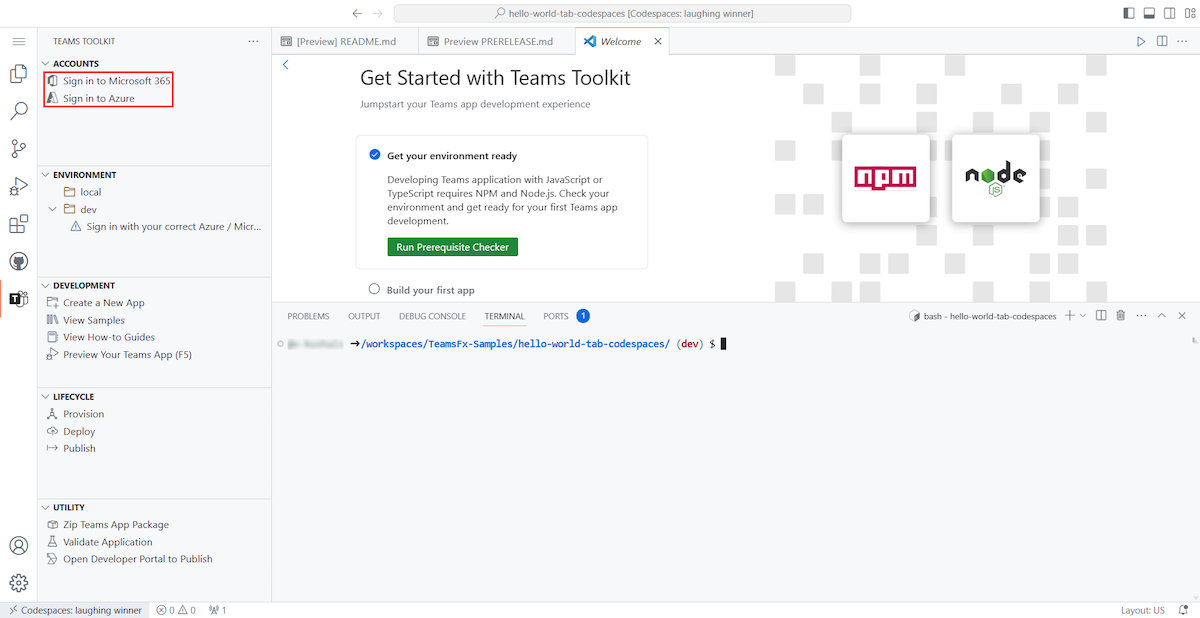 hello-world-tab-codespaces [Codespaces: laughing winner]
TEAMS TOOLKIT
ACCOUNTS
Sign in to Microsoft 365
Sign in to Azure
ENVIRONMENT
local
dev
Sign in with your correct Azure / Micr...
DEVELOPMENT
Create a New App
View Samples
View How-to Guides
Preview Your Teams App (F5)
LIFECYCLE
Provision
Deploy
Publish
UTILITY
Zip Teams App Package
Validate Application
Open Developer Portal to Publish
[Preview] README.md
Preview PRERELEASE.md
Welcome
Get Started with Teams Toolkit
Jumpstart your Teams app development experience
Get your environment ready
Developing Teams application with JavaScript or
TypeScript requires NPM and Node.js. Check your
environment and get ready for your first Teams app
development.
Run Prerequisite Checker
Build your first app
npm
node
JS
PROBLEMS OUTPUT DEBUG CONSOLE TERMINAL PORTS 1
bash - hello-world-tab-codespaces
→/workspaces/TeamsFx-Samples/hello-world-tab-codespaces/ (dev) $
Codespaces: laughing winner 0 0 1
Layout: US